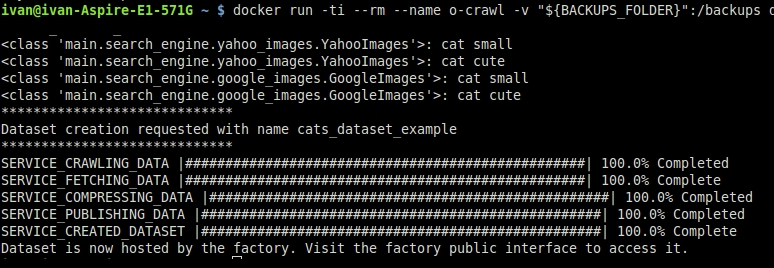 ivan@ivan-Aspire-E1-571G ~ $ docker run -ti --rm --name o-crawl -v "${BACKUPS_FOLDER}":/backups
<class 'main.search_engine.yahoo_images.YahooImages'>: cat small
<class 'main.search_engine.yahoo_images.YahooImages'>: cat cute
<class 'main.search_engine.google_images.GoogleImages'>: cat small
<class 'main.search_engine.google_images.GoogleImages'>: cat cute
*****************************
Dataset creation requested with name cats_dataset_example
*****************************
SERVICE_CRAWLING_DATA |##################################################| 100.0% Completed
SERVICE_FETCHING_DATA |##################################################| 100.0% Complete
SERVICE_COMPRESSING_DATA |##################################################| 100.0% Completed
SERVICE_PUBLISHING_DATA |##################################################| 100.0% Completed
SERVICE_CREATED_DATASET |##################################################| 100.0% Complete
Dataset is now hosted by the factory. Visit the factory public interface to access it.